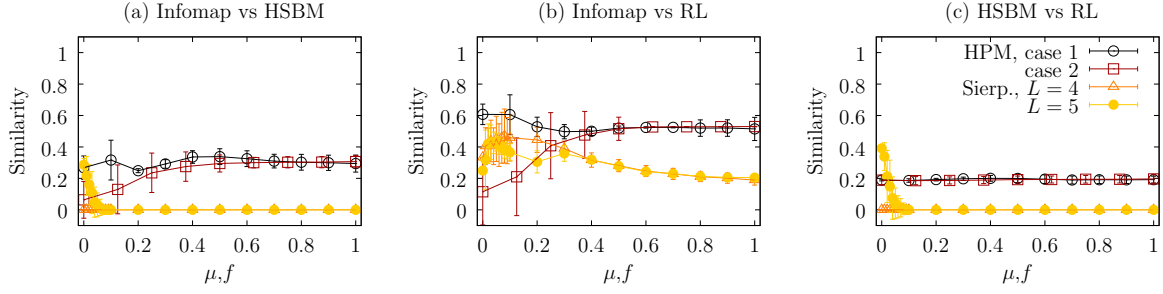 (a) Infomap vs HSBM
Similarity
1
0.8
0.6
0.4
0.2
0
0 0.2 0.4 0.6 0.8 1
μ,f
(b) Infomap vs RL
Similarity
1
0.8
0.6
0.4
0.2
0
0 0.2 0.4 0.6 0.8 1
μ,f
(c) HSBM vs RL
Similarity
1
0.8
0.6
0.4
0.2
0
0 0.2 0.4 0.6 0.8 1
μ,f
HPM, case 1
case 2
Sierp., L = 4
L = 5